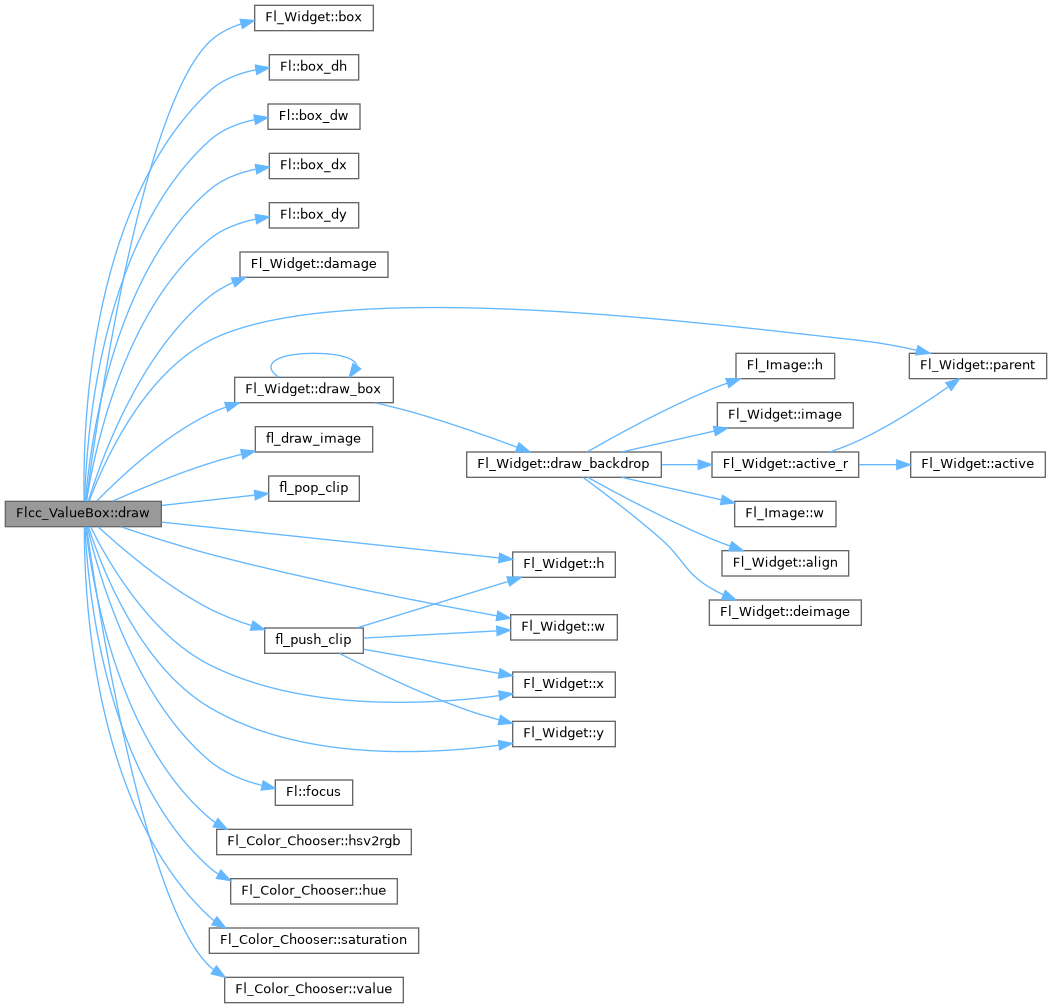 Fl_Widget::box
Fl::box_dh
Fl::box_dw
Fl::box_dx
Fl::box_dy
Fl_Widget::damage
Fl_Widget::parent
Fl_Image::h
Fl_Widget::draw_box
Fl_Widget::image
fl_draw_image
Fl_Widget::draw_backdrop
Fl_Widget::active_r
Fl_Widget::active
fl_pop_clip
Flcc_ValueBox::draw
Fl_Image::w
Fl_Widget::h
Fl_Widget::align
Fl_Widget::deimage
Fl_Widget::w
fl_push_clip
Fl_Widget::x
Fl_Widget::y
Fl::focus
Fl_Color_Chooser::hsv2rgb
Fl_Color_Chooser::hue
Fl_Color_Chooser::saturation
Fl_Color_Chooser::value